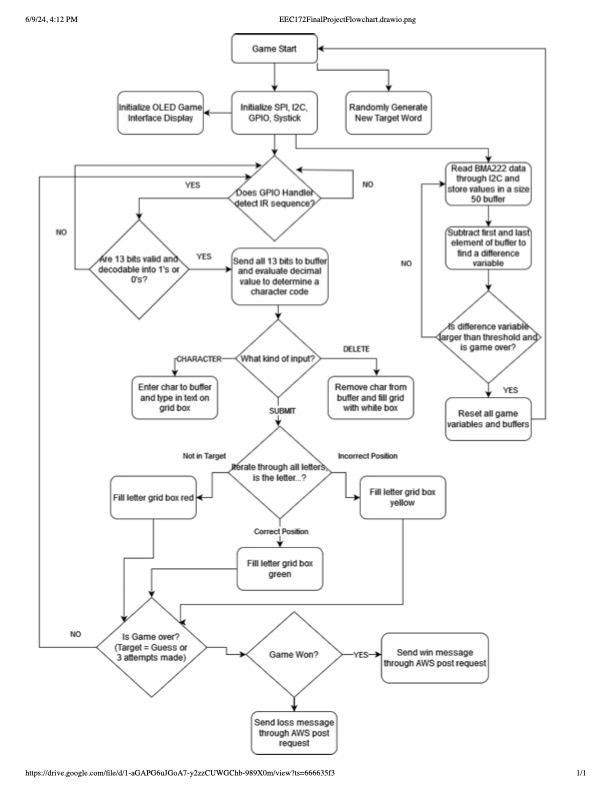 6/9/24, 4:12 PM
EEC172FinalProjectFlowchart.drawio.png
Game Start
Initialize OLED Game
Interface Display
Initialize SPI, I2C,
GPIO, Systick
Randomly Generate
New Target Word
Read BMA222 data
through I2C and
store values in a size
50 buffer
YES
NO
Does GPIO Handler
detect IR sequence?
NO
Are 13 bits valid and
decodable into 1's or
0's?
YES
Send all 13 bits to buffer
and evaluate decimal
value to determine a
character code
Subtract first and last
element of buffer to
find a difference
variable
NO
Is difference variable
larger than threshold and
is game over?
YES
Reset all game
variables and buffers
What kind of input?
CHARACTER
DELETE
Enter char to buffer
and type in text on
grid box
Remove char from
buffer and fill grid
with white box
SUBMIT
Not in Target
Incorrect Position
Iterate through all letters,
is the letter...?
Fill letter grid box red
Fill letter grid box
yellow
Correct Position
Fill letter grid box
green
NO
Is Game over?
(Target = Guess or
3 attempts made)
Game Won?
YES
Send win message
through AWS post request
Send loss message
through AWS post
request
https://drive.google.com/file/d/1-aGAPG6uJGoA7-y2zzCUWGChb-989X0m/view?ts=666635f3
1/1